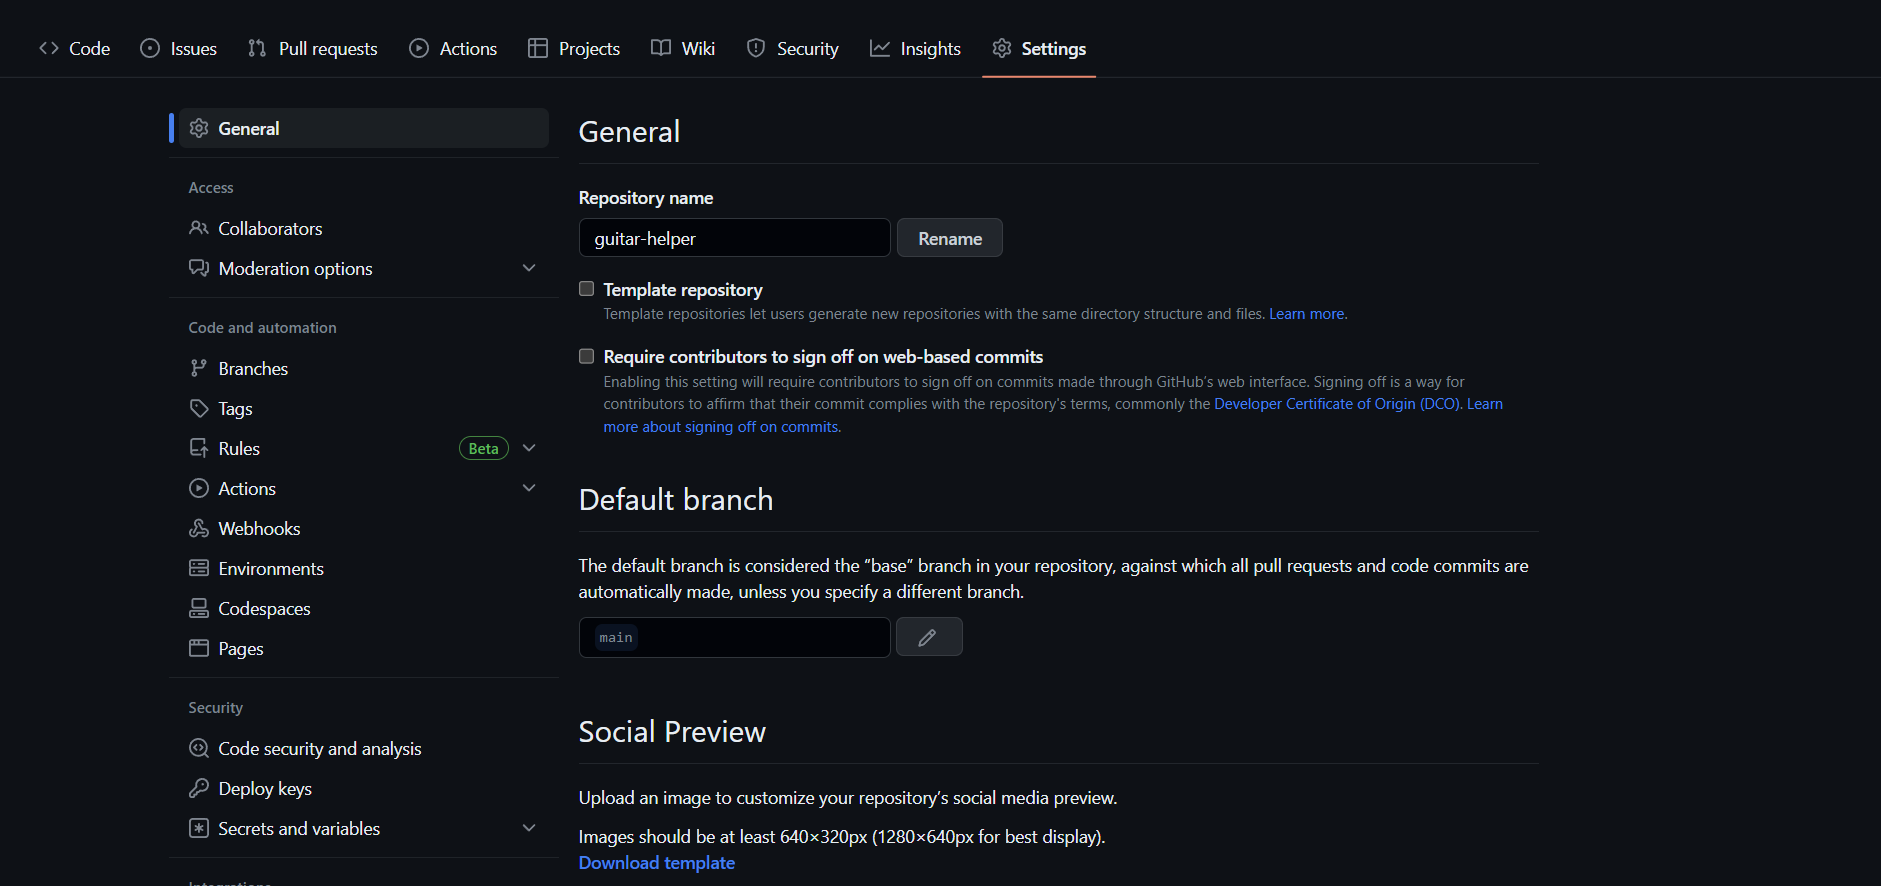 Code Issues Pull requests Actions Projects Wiki Security Insights Settings
General
Access
Collaborators
Moderation options
Code and automation
Branches
Tags
Rules Beta
Actions
Webhooks
Environments
Codespaces
Pages
Security
Code security and analysis
Deploy keys
Secrets and variables
Integrations
General
Repository name
guitar-helper Rename
Template repository
Template repositories let users generate new repositories with the same directory structure and files. Learn more.
Require contributors to sign off on web-based commits
Enabling this setting will require contributors to sign off on commits made through GitHub's web interface. Signing off is a way for
contributors to affirm that their commit complies with the repository's terms, commonly the Developer Certificate of Origin (DCO). Learn
more about signing off on commits.
Default branch
The default branch is considered the “base” branch in your repository, against which all pull requests and code commits are
automatically made, unless you specify a different branch.
main
Social Preview
Upload an image to customize your repository's social media preview.
Images should be at least 640×320px (1280×640px for best display).
Download template